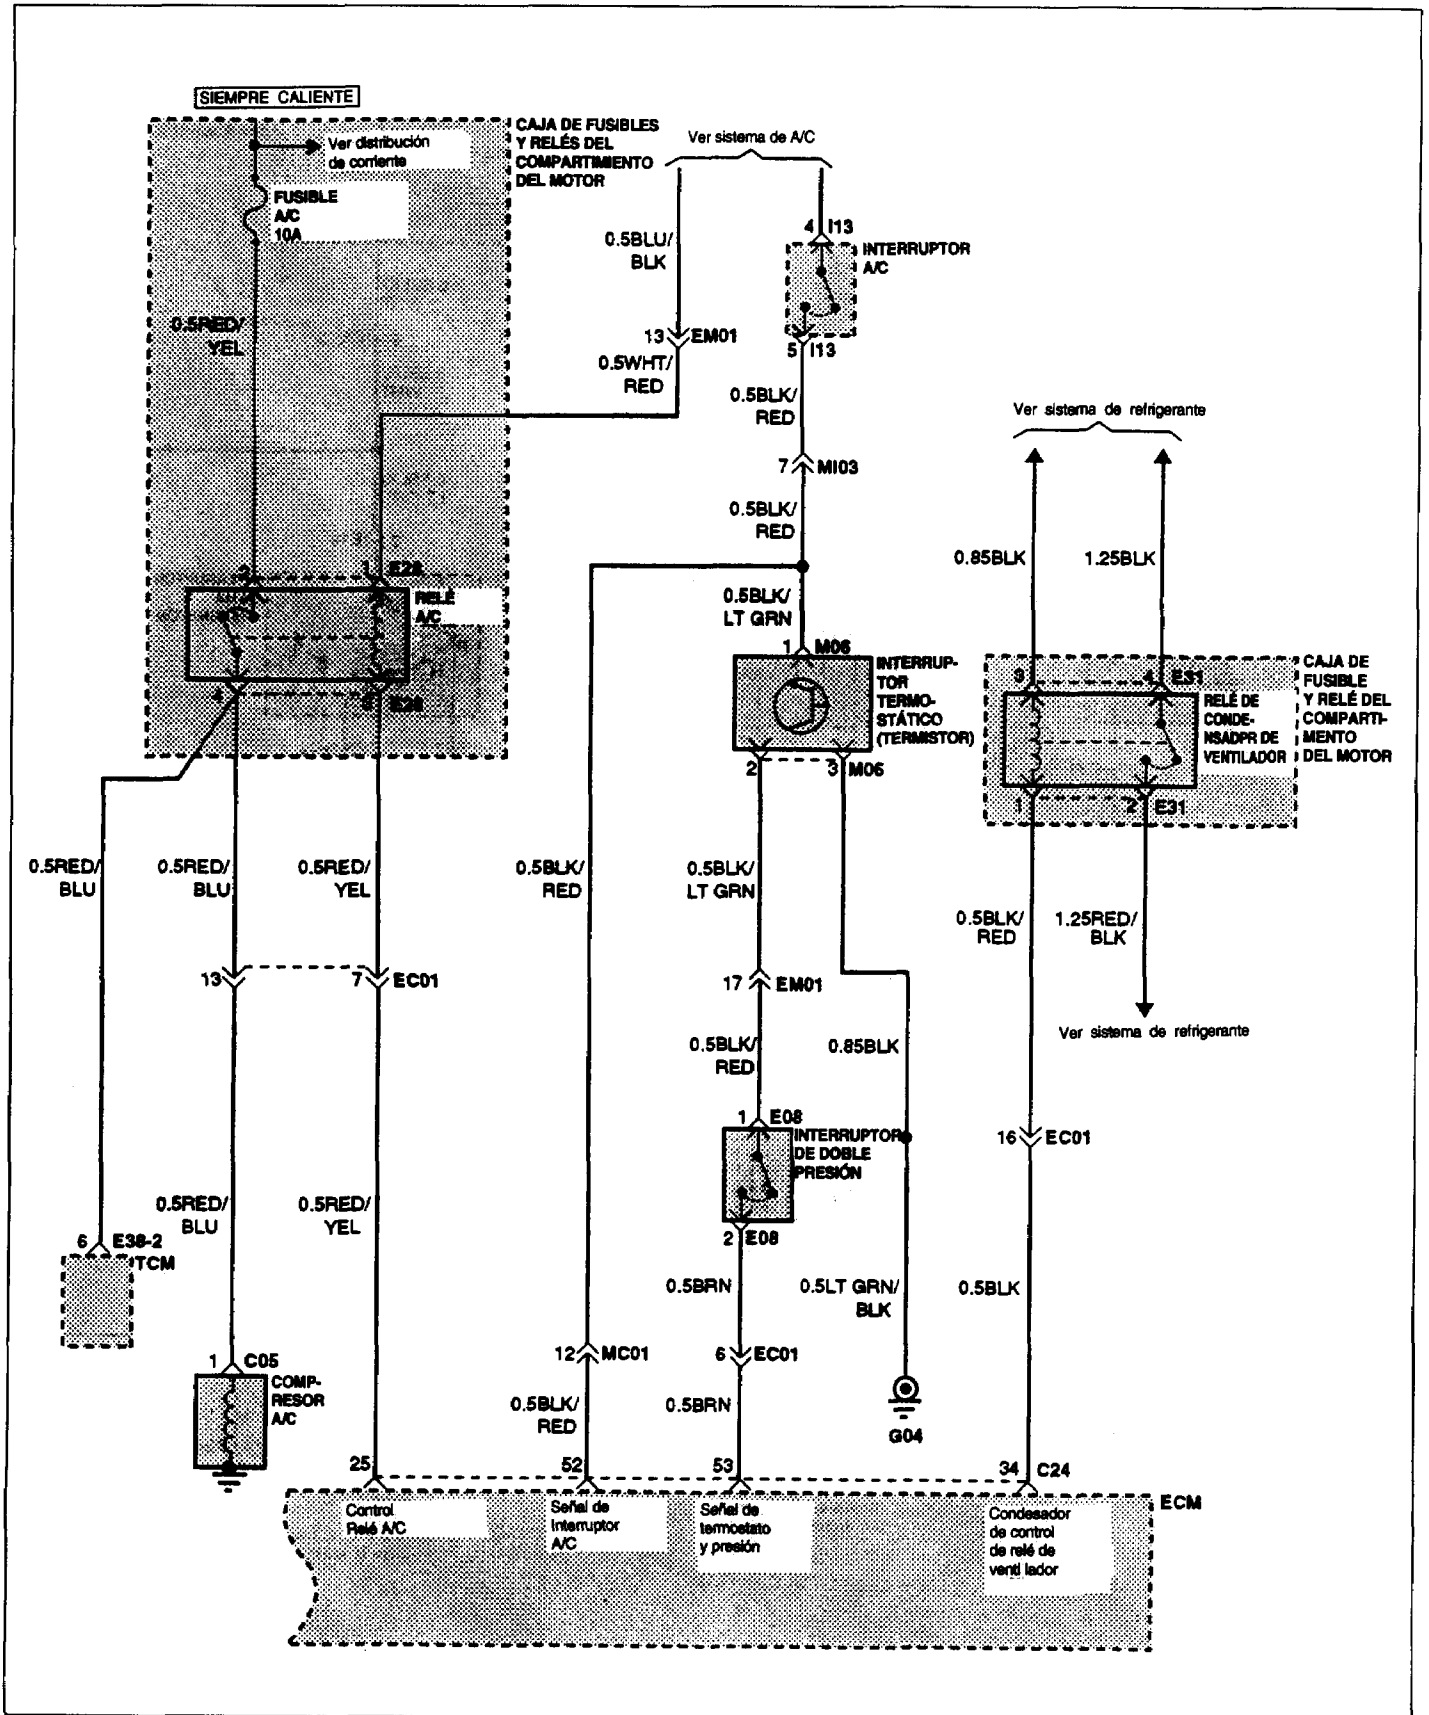 SIEMPRE CALIENTE
Ver distribución
de corriente
FUSIBLE
A/C
10A
CAJA DE FUSIBLES
Y RELÉS DEL
COMPARTIMIENTO
DEL MOTOR
Ver sistema de A/C
0.5RED/
YEL
0.5BLU/
BLK
13 EM01
0.5WHT/
RED
4 I13
INTERRUPTOR
A/C
5 I13
0.5BLK/
RED
7 MI03
0.5BLK/
RED
Ver sistema de refrigerante
0.85BLK
1.25BLK
1
RELÉ
A/C
4
0.5BLK/
LT GRN
1 M06
INTERRUP-
TOR
TERMO-
STÁTICO
(TERMISTOR)
2
3 M06
3
4 E31
RELÉ DE
CONDE-
NSADPR DE
VENTILADOR
CAJA DE
FUSIBLE
Y RELÉ DEL
COMPARTI-
MENTO
DEL MOTOR
1
2 E31
0.5RED/
BLU
0.5RED/
BLU
0.5RED/
YEL
0.5BLK/
RED
0.5BLK/
LT GRN
0.5BLK/
RED
1.25RED/
BLK
13
7 EC01
17 EM01
Ver sistema de refrigerante
0.5BLK/
RED
0.85BLK
1 E08
INTERRUPTOR
DE DOBLE
PRESIÓN
2 E08
16 EC01
0.5RED/
BLU
0.5RED/
YEL
6 E38-2
TCM
0.5BRN
0.5LT GRN/
BLK
0.5BLK
1 C05
COMP-
RESOR
A/C
12 MC01
6 EC01
0.5BLK/
RED
0.5BRN
G04
25
52
53
34 C24
ECM
Control
Relé A/C
Señal de
Interruptor
A/C
Señal de
termostato
y presión
Condesador
de control
de relé de
venti lador